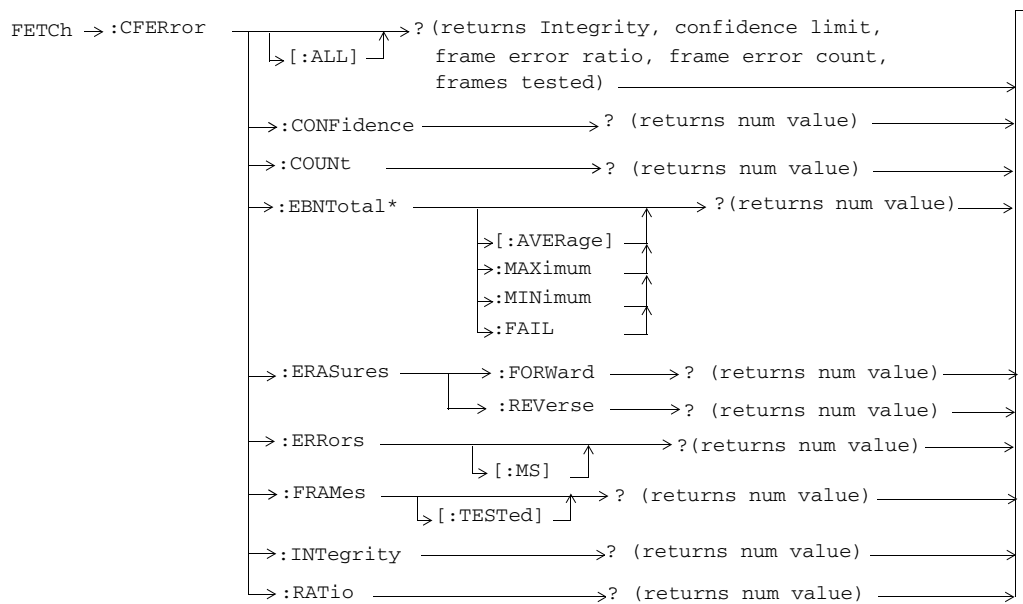 FETCh :CFERror ? (returns Integrity, confidence limit,
[:ALL] frame error ratio, frame error count,
frames tested)
:CONFidence ? (returns num value)
:COUNt ? (returns num value)
:EBNTotal* ?(returns num value)
[:AVERage]
:MAXimum
:MINimum
:FAIL
:ERASures :FORWard ? (returns num value)
:REVerse ? (returns num value)
:ERRors ?(returns num value)
[:MS]
:FRAMes ? (returns num value)
[:TESTed]
:INTegrity ? (returns num value)
:RATio ? (returns num value)